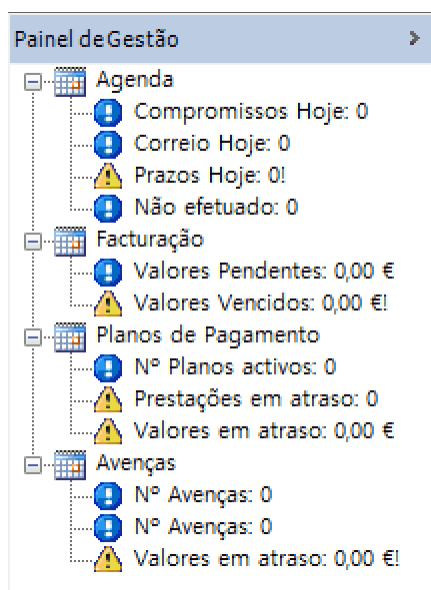 Painel de Gestão
Agenda
Compromissos Hoje: 0
Correio Hoje: 0
Prazos Hoje: 0!
Não efetuado: 0
Facturação
Valores Pendentes: 0,00 €
Valores Vencidos: 0,00 €!
Planos de Pagamento
Nº Planos activos: 0
Prestações em atraso: 0
Valores em atraso: 0,00 €
Avenças
Nº Avenças: 0
Nº Avenças: 0
Valores em atraso: 0,00 €!